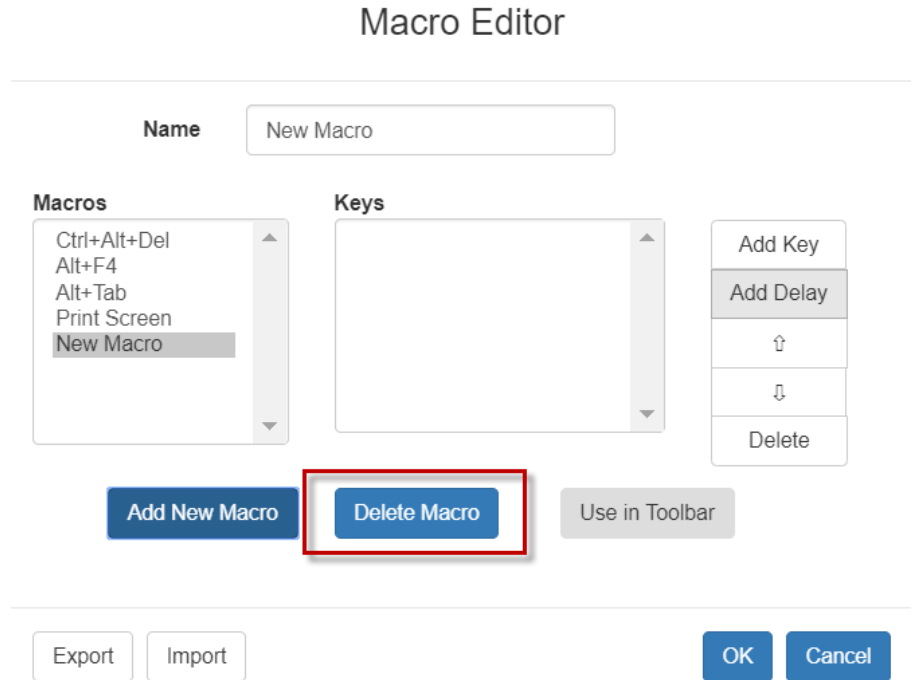 Macro Editor
Name New Macro
Macros Keys
Ctrl+Alt+Del
Alt+F4
Alt+Tab
Print Screen
New Macro
Add Key
Add Delay
⇧
⇩
Delete
Add New Macro Delete Macro Use in Toolbar
Export Import OK Cancel